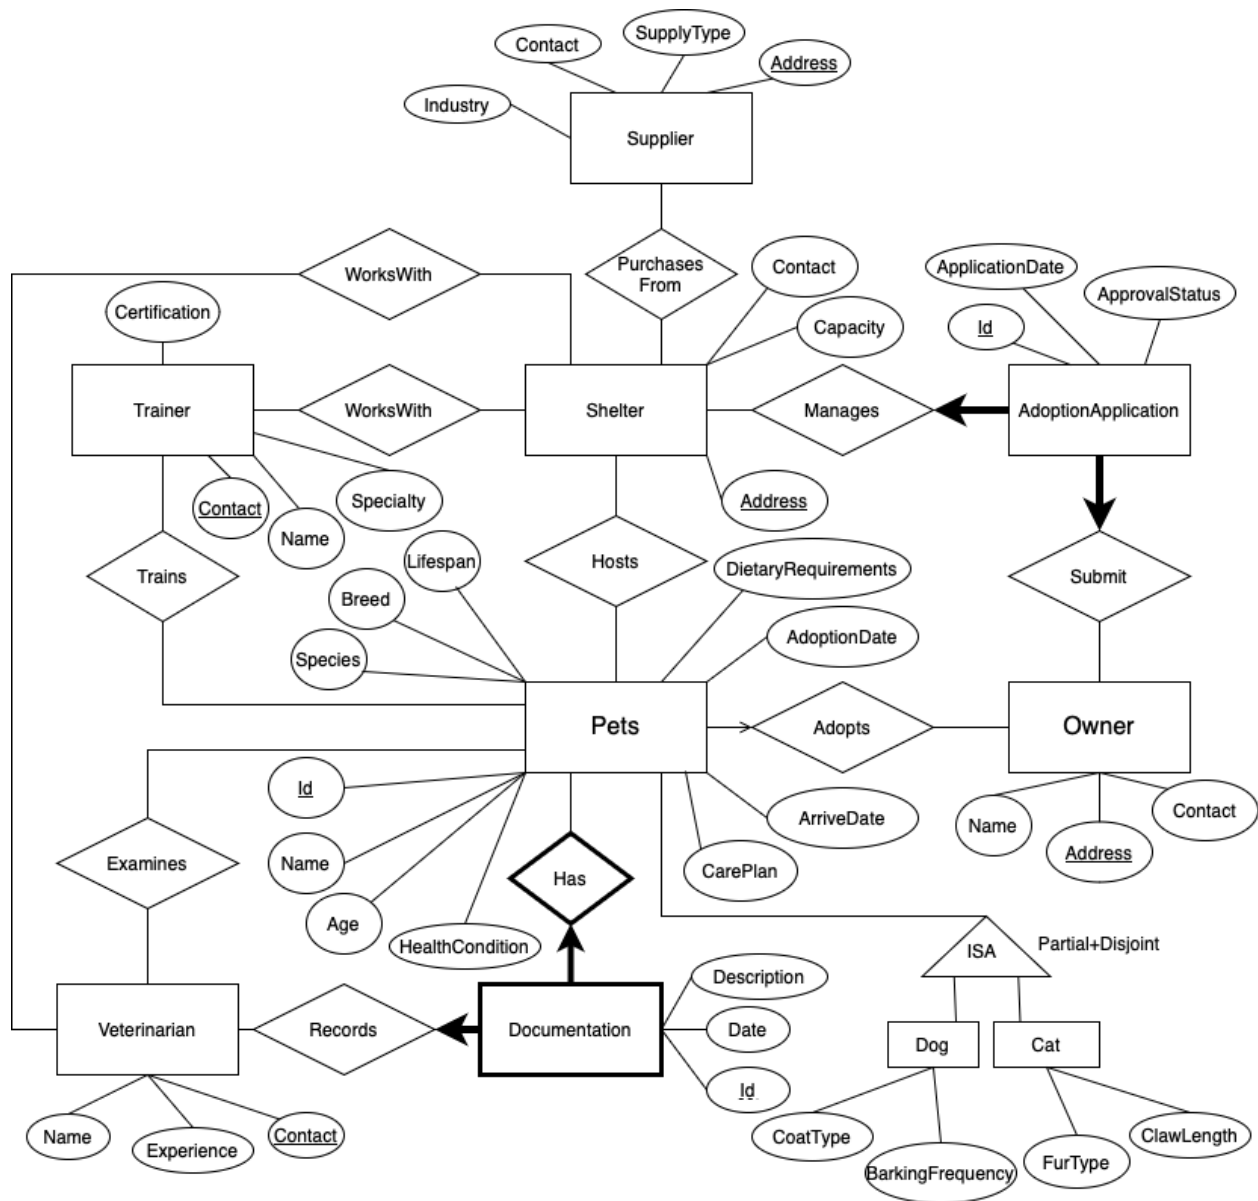 SupplyType
Contact
Address
Industry
Supplier
WorksWith
Purchases
From
Contact
ApplicationDate
ApprovalStatus
Certification
Capacity
Id
Trainer
WorksWith
Shelter
Manages
AdoptionApplication
Contact
Name
Specialty
Address
Trains
Lifespan
Hosts
DietaryRequirements
Submit
Breed
AdoptionDate
Species
Pets
Adopts
Owner
Id
Name
Age
HealthCondition
ArriveDate
CarePlan
Name
Address
Contact
Examines
Has
ISA
Partial+Disjoint
Veterinarian
Records
Documentation
Description
Date
Id
Dog
Cat
Name
Experience
Contact
CoatType
BarkingFrequency
FurType
ClawLength